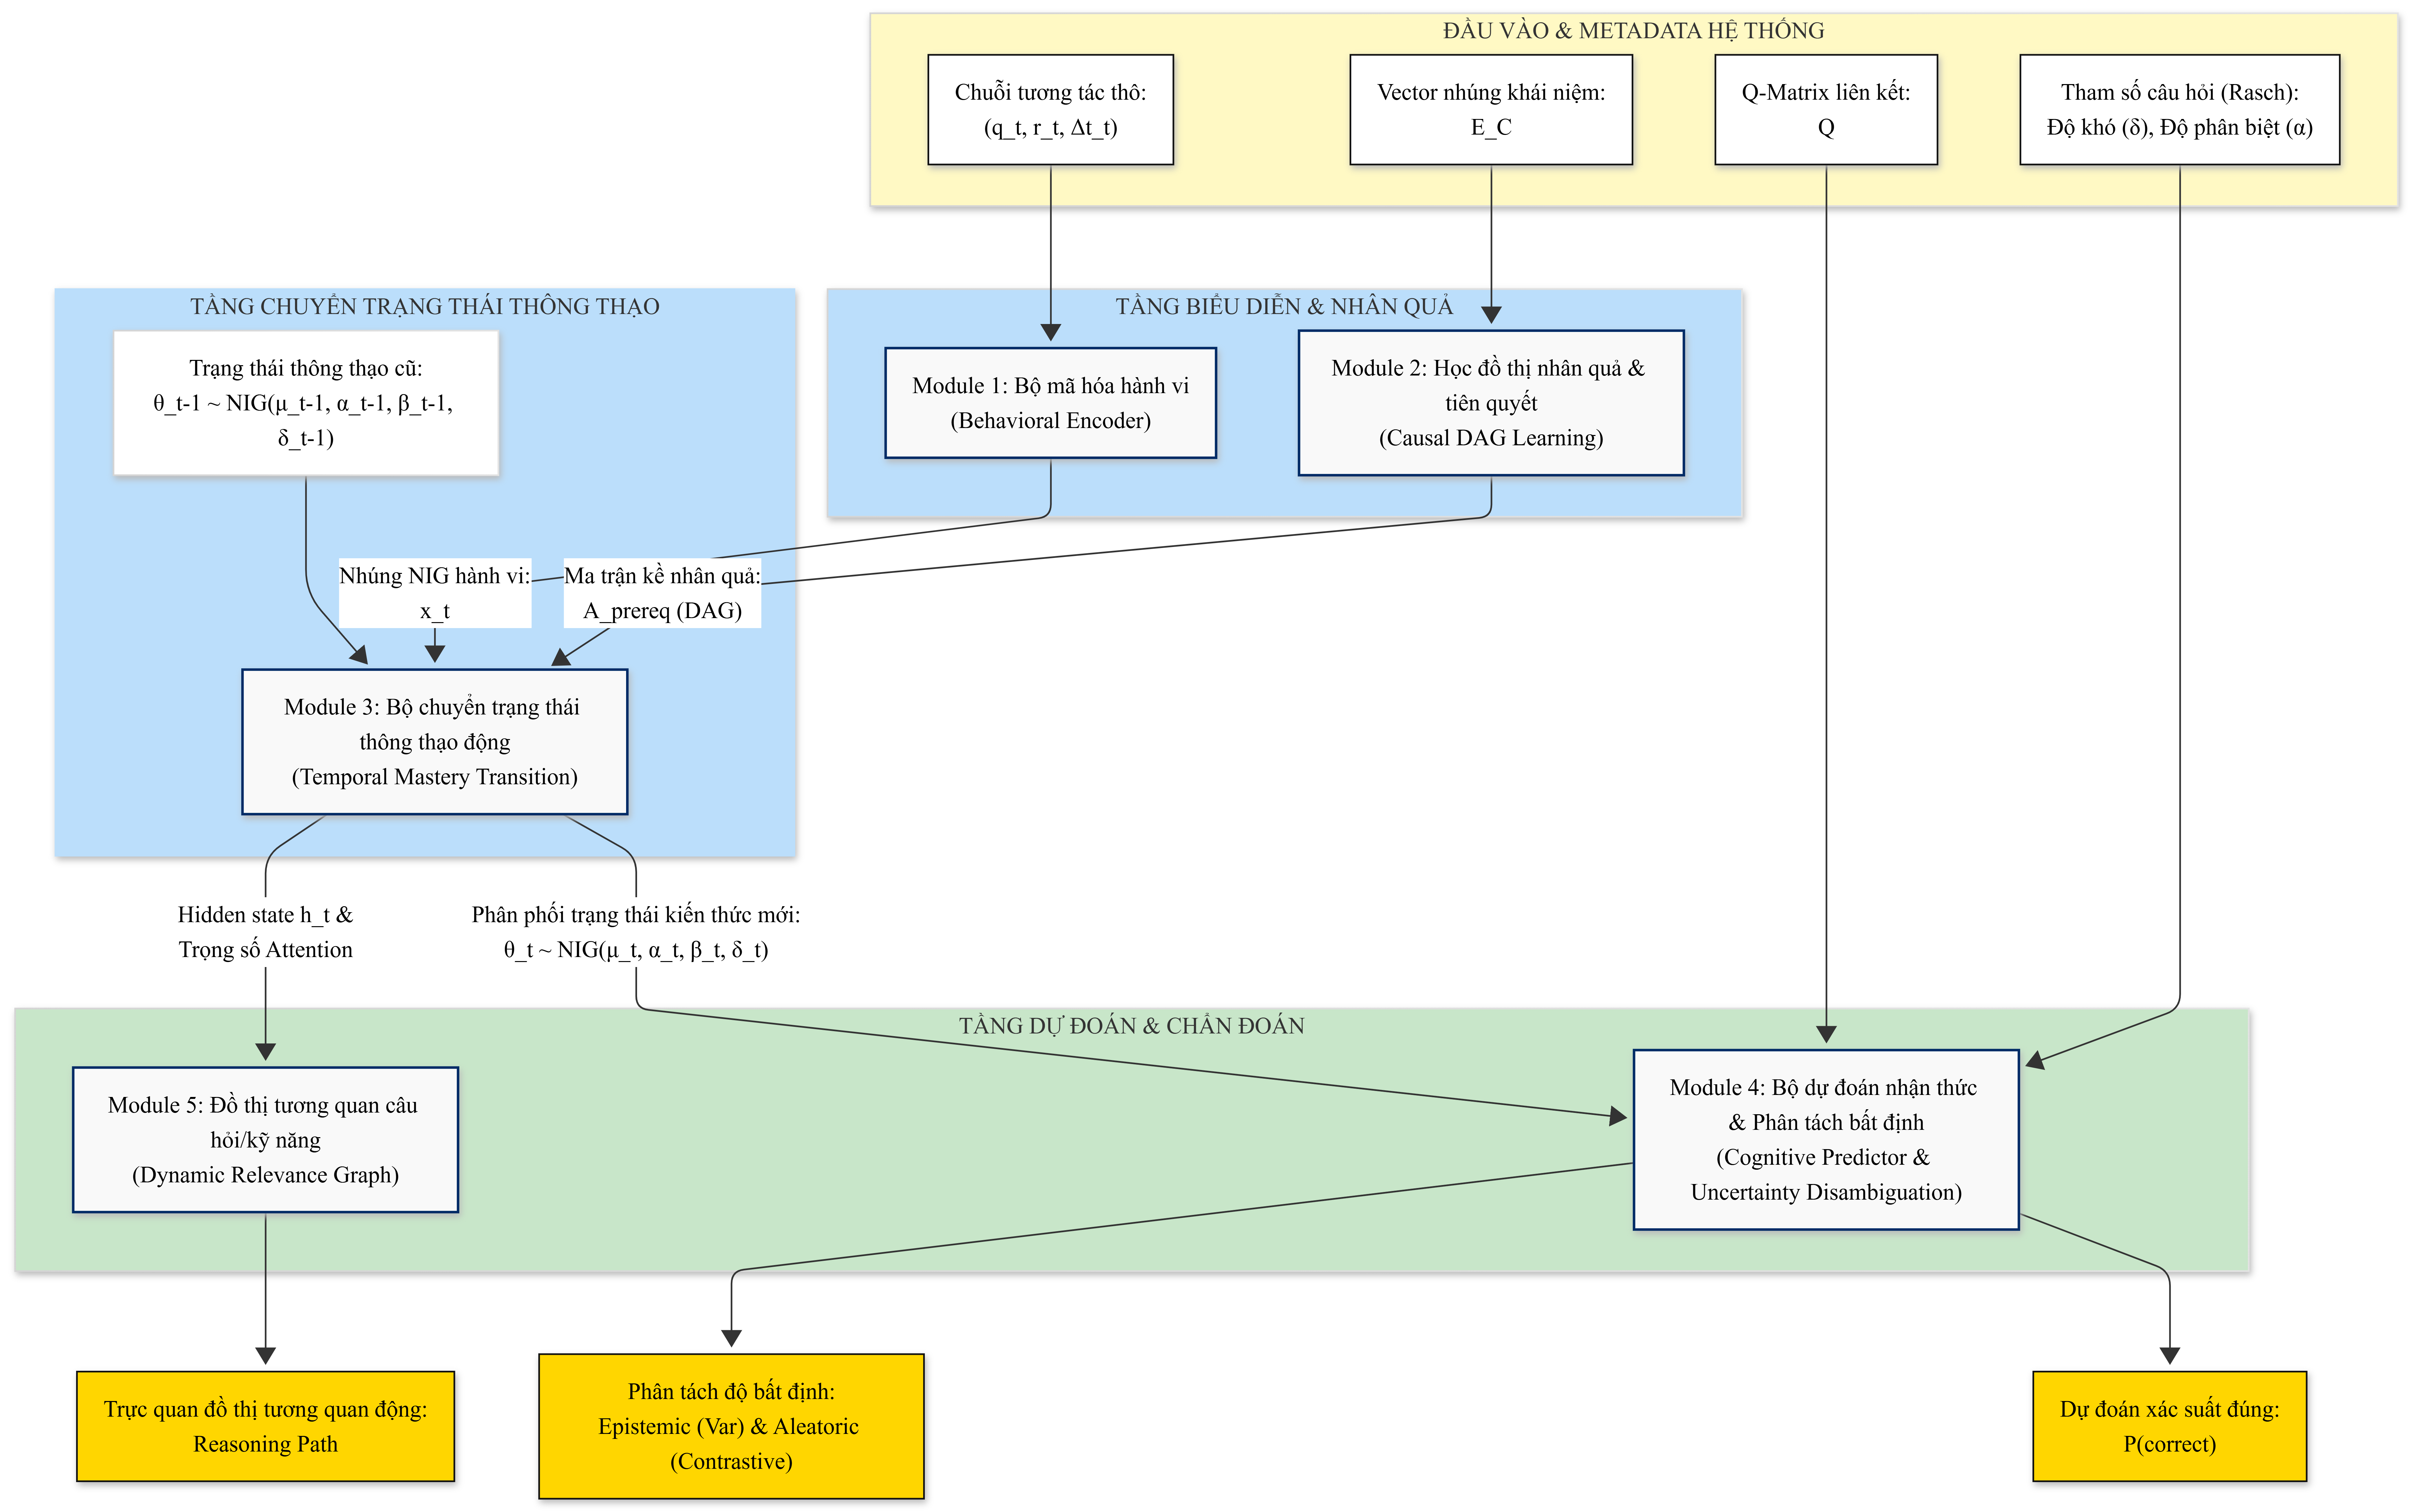 ĐẦU VÀO & METADATA HỆ THỐNG
Chuỗi tương tác thô:
(q_t, r_t, Δt_t)
Vector nhúng khái niệm:
E_C
Q-Matrix liên kết:
Q
Tham số câu hỏi (Rasch):
Độ khó (δ), Độ phân biệt (α)
TẦNG CHUYỂN TRẠNG THÁI THÔNG THẠO
Trạng thái thông thạo cũ:
θ_t-1 ~ NIG(μ_t-1, α_t-1, β_t-1,
δ_t-1)
TẦNG BIỂU DIỄN & NHÂN QUẢ
Module 1: Bộ mã hóa hành vi
(Behavioral Encoder)
Module 2: Học đồ thị nhân quả &
tiên quyết
(Causal DAG Learning)
Nhúng NIG hành vi:
x_t
Ma trận kề nhân quả:
A_prereq (DAG)
Module 3: Bộ chuyển trạng thái
thông thạo động
(Temporal Mastery Transition)
Hidden state h_t &
Trọng số Attention
Phân phối trạng thái kiến thức mới:
θ_t ~ NIG(μ_t, α_t, β_t, δ_t)
TẦNG DỰ ĐOÁN & CHẨN ĐOÁN
Module 5: Đồ thị tương quan câu
hỏi/kỹ năng
(Dynamic Relevance Graph)
Module 4: Bộ dự đoán nhận thức
& Phân tách bất định
(Cognitive Predictor &
Uncertainty Disambiguation)
Trực quan đồ thị tương quan động:
Reasoning Path
Phân tách độ bất định:
Epistemic (Var) & Aleatoric
(Contrastive)
Dự đoán xác suất đúng:
P(correct)